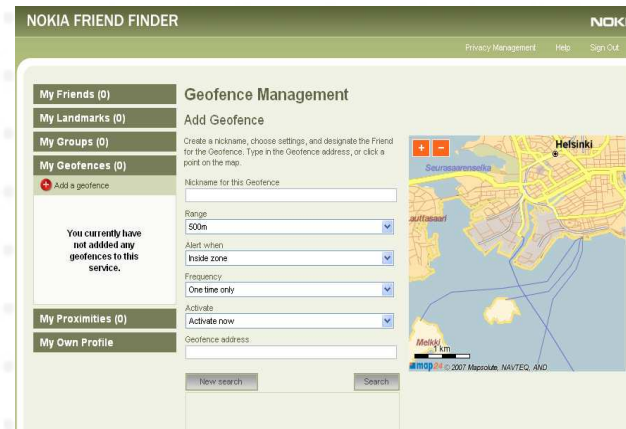 NOKIA FRIEND FINDER
NOKI
Privacy Management Help Sign Out
My Friends (0)
My Landmarks (0)
My Groups (0)
My Geofences (0)
Add a geofence
You currently have
not addded any
geofences to this
service.
My Proximities (0)
My Own Profile
Geofence Management
Add Geofence
Create a nickname, choose settings, and designate the Friend
for the Geofence. Type in the Geofence address, or click a
point on the map.
Nickname for this Geofence
Range
500m
Alert when
Inside zone
Frequency
One time only
Activate
Activate now
Geofence address
New search Search
Helsinki
Seurasaarenselka
auttasaari
Melkki
1 km
map24 © 2007 Mapsolute, NAVTEQ, AND